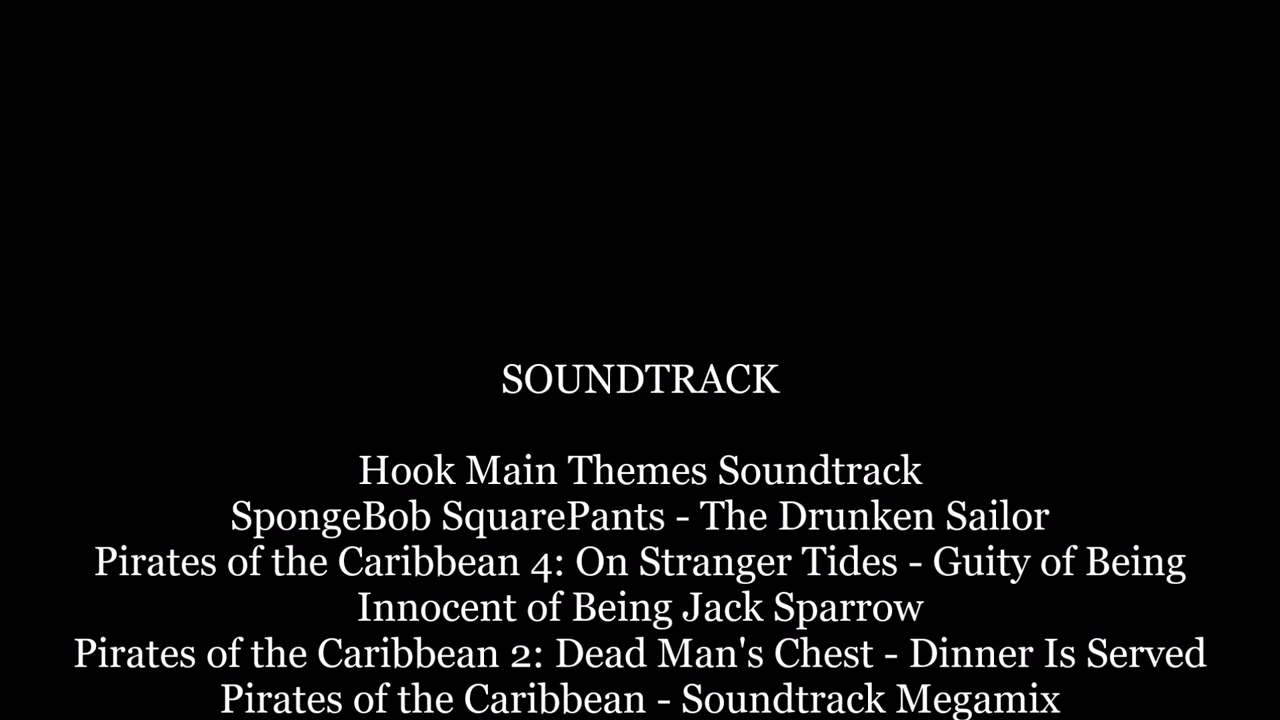 SOUNDTRACK
Hook Main Themes Soundtrack
SpongeBob SquarePants - The Drunken Sailor
Pirates of the Caribbean 4: On Stranger Tides - Guity of Being
Innocent of Being Jack Sparrow
Pirates of the Caribbean 2: Dead Man's Chest - Dinner Is Served
Pirates of the Caribbean - Soundtrack Megamix